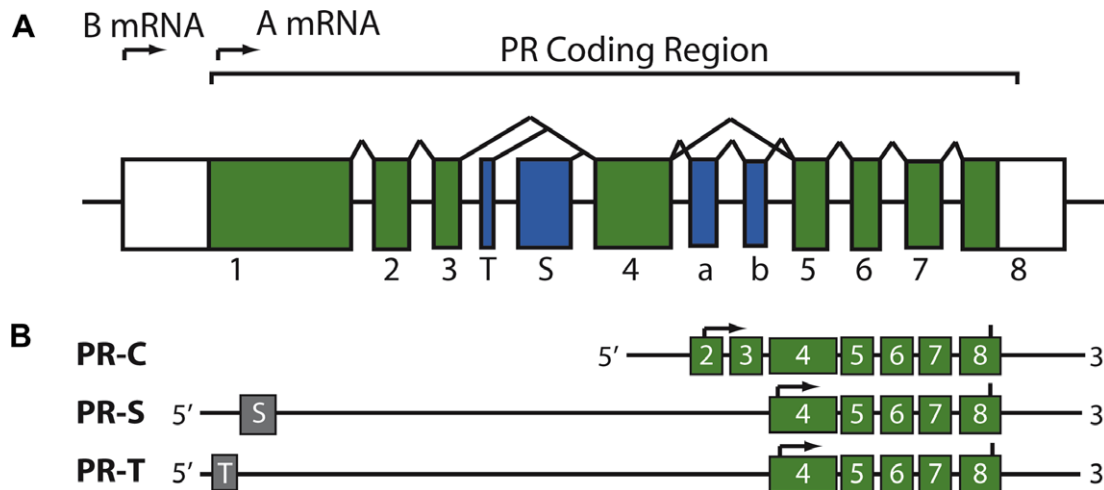 A
B mRNA
A mRNA
PR Coding Region
1 2 3 T S 4 a b 5 6 7 8
B
PR-C 5′ 2 3 4 5 6 7 8 3
PR-S 5′ S 4 5 6 7 8 3
PR-T 5′ T 4 5 6 7 8 3